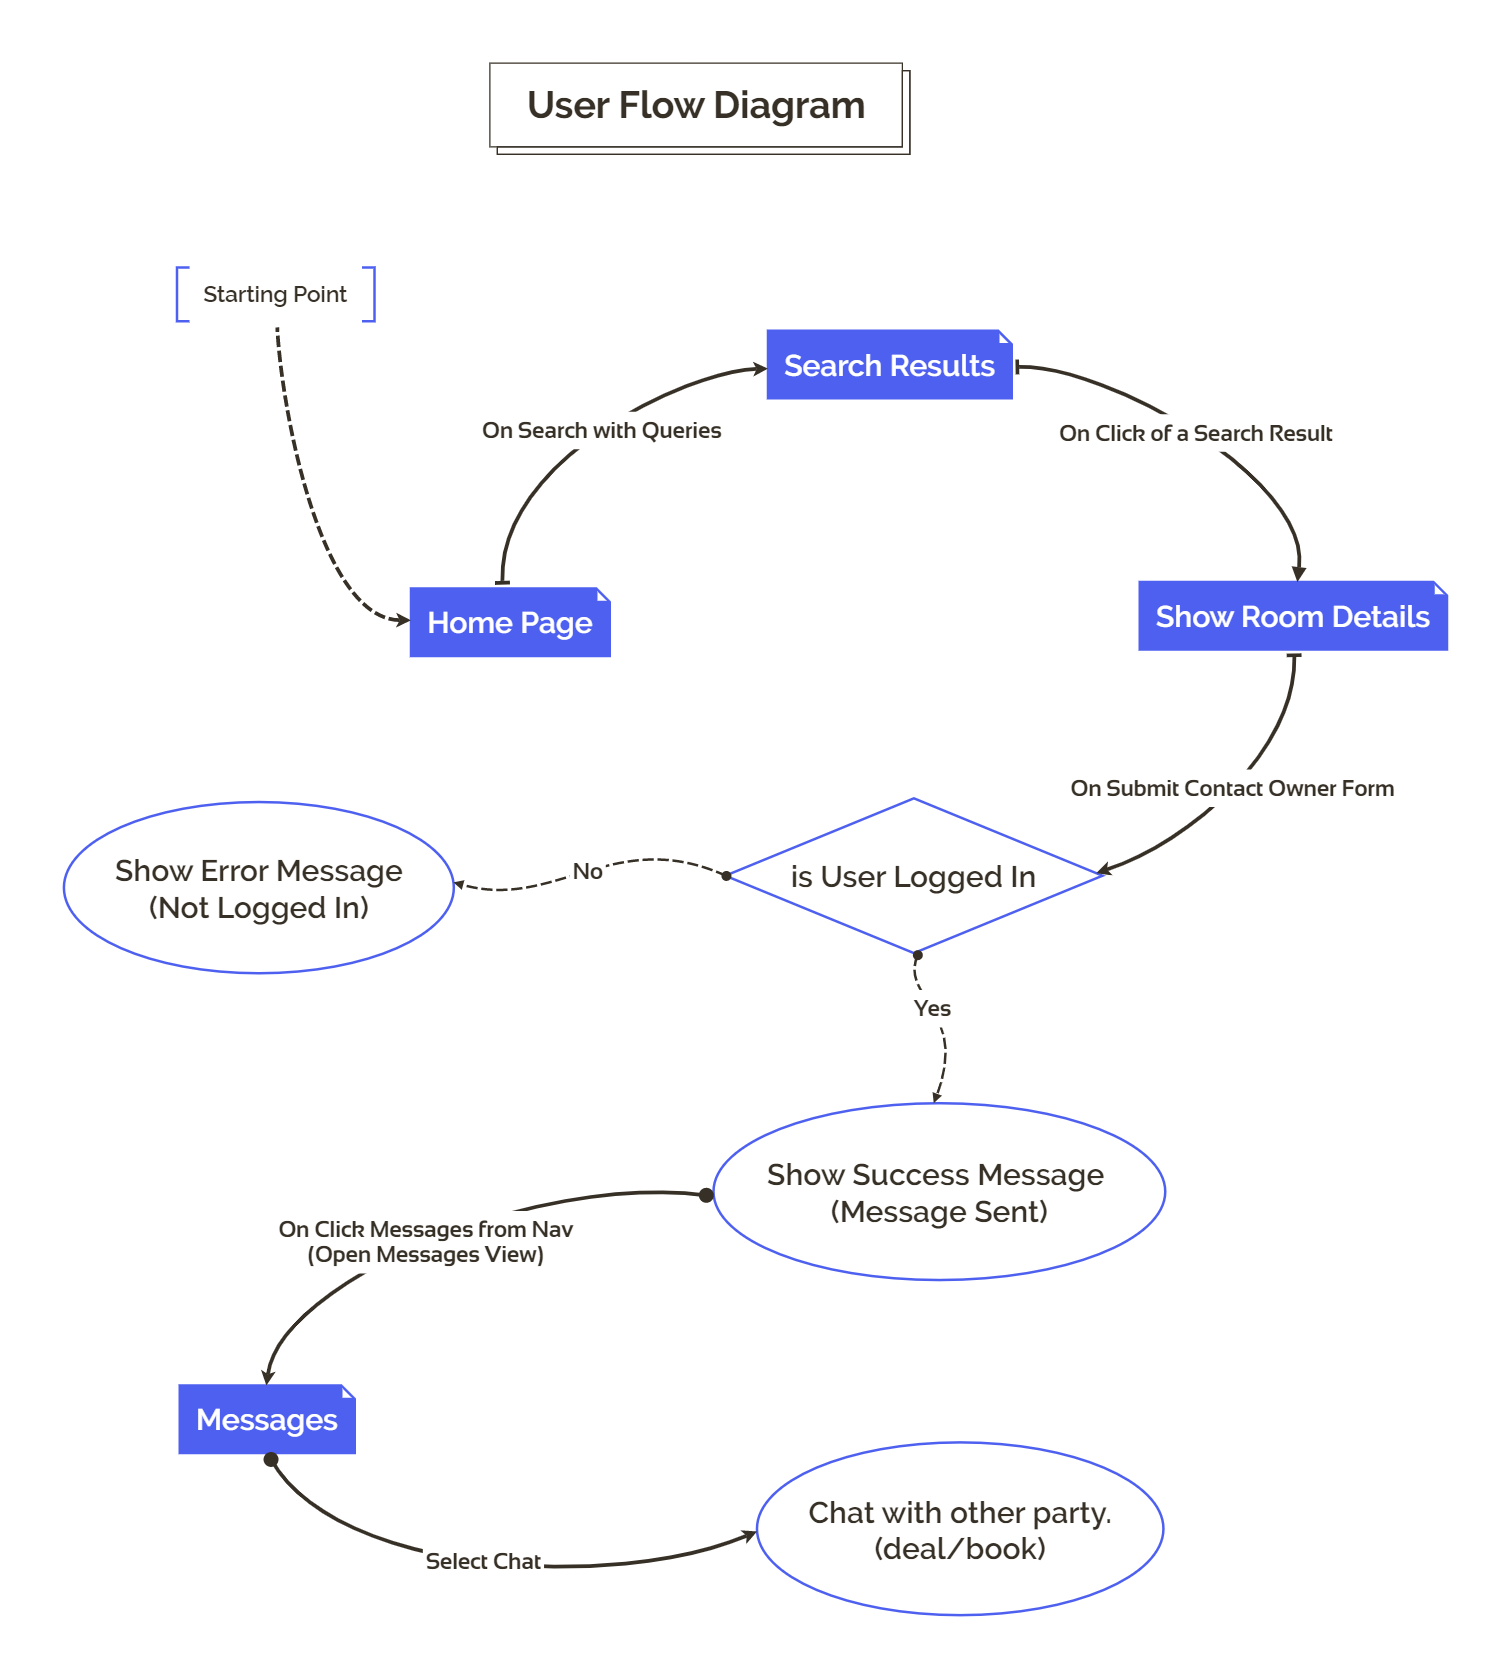 User Flow Diagram
Starting Point
Search Results
On Search with Queries
On Click of a Search Result
Home Page
Show Room Details
On Submit Contact Owner Form
Show Error Message
(Not Logged In)
No
is User Logged In
Yes
Show Success Message
(Message Sent)
On Click Messages from Nav
(Open Messages View)
Messages
Select Chat
Chat with other party.
(deal/book)